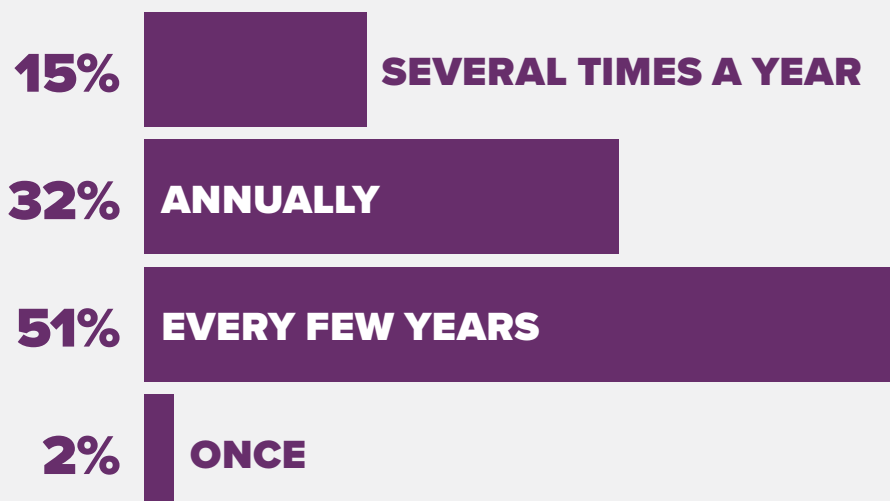 15% SEVERAL TIMES A YEAR
32% ANNUALLY
51% EVERY FEW YEARS
2% ONCE